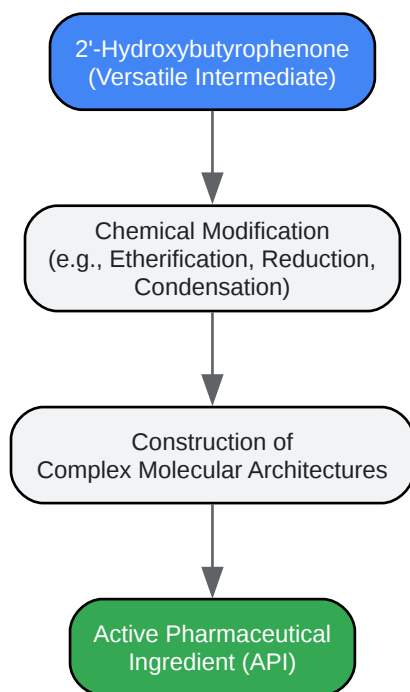 2'-Hydroxybutyrophenone
(Versatile Intermediate)
Chemical Modification
(e.g., Etherification, Reduction,
Condensation)
Construction of
Complex Molecular Architectures
Active Pharmaceutical
Ingredient (API)